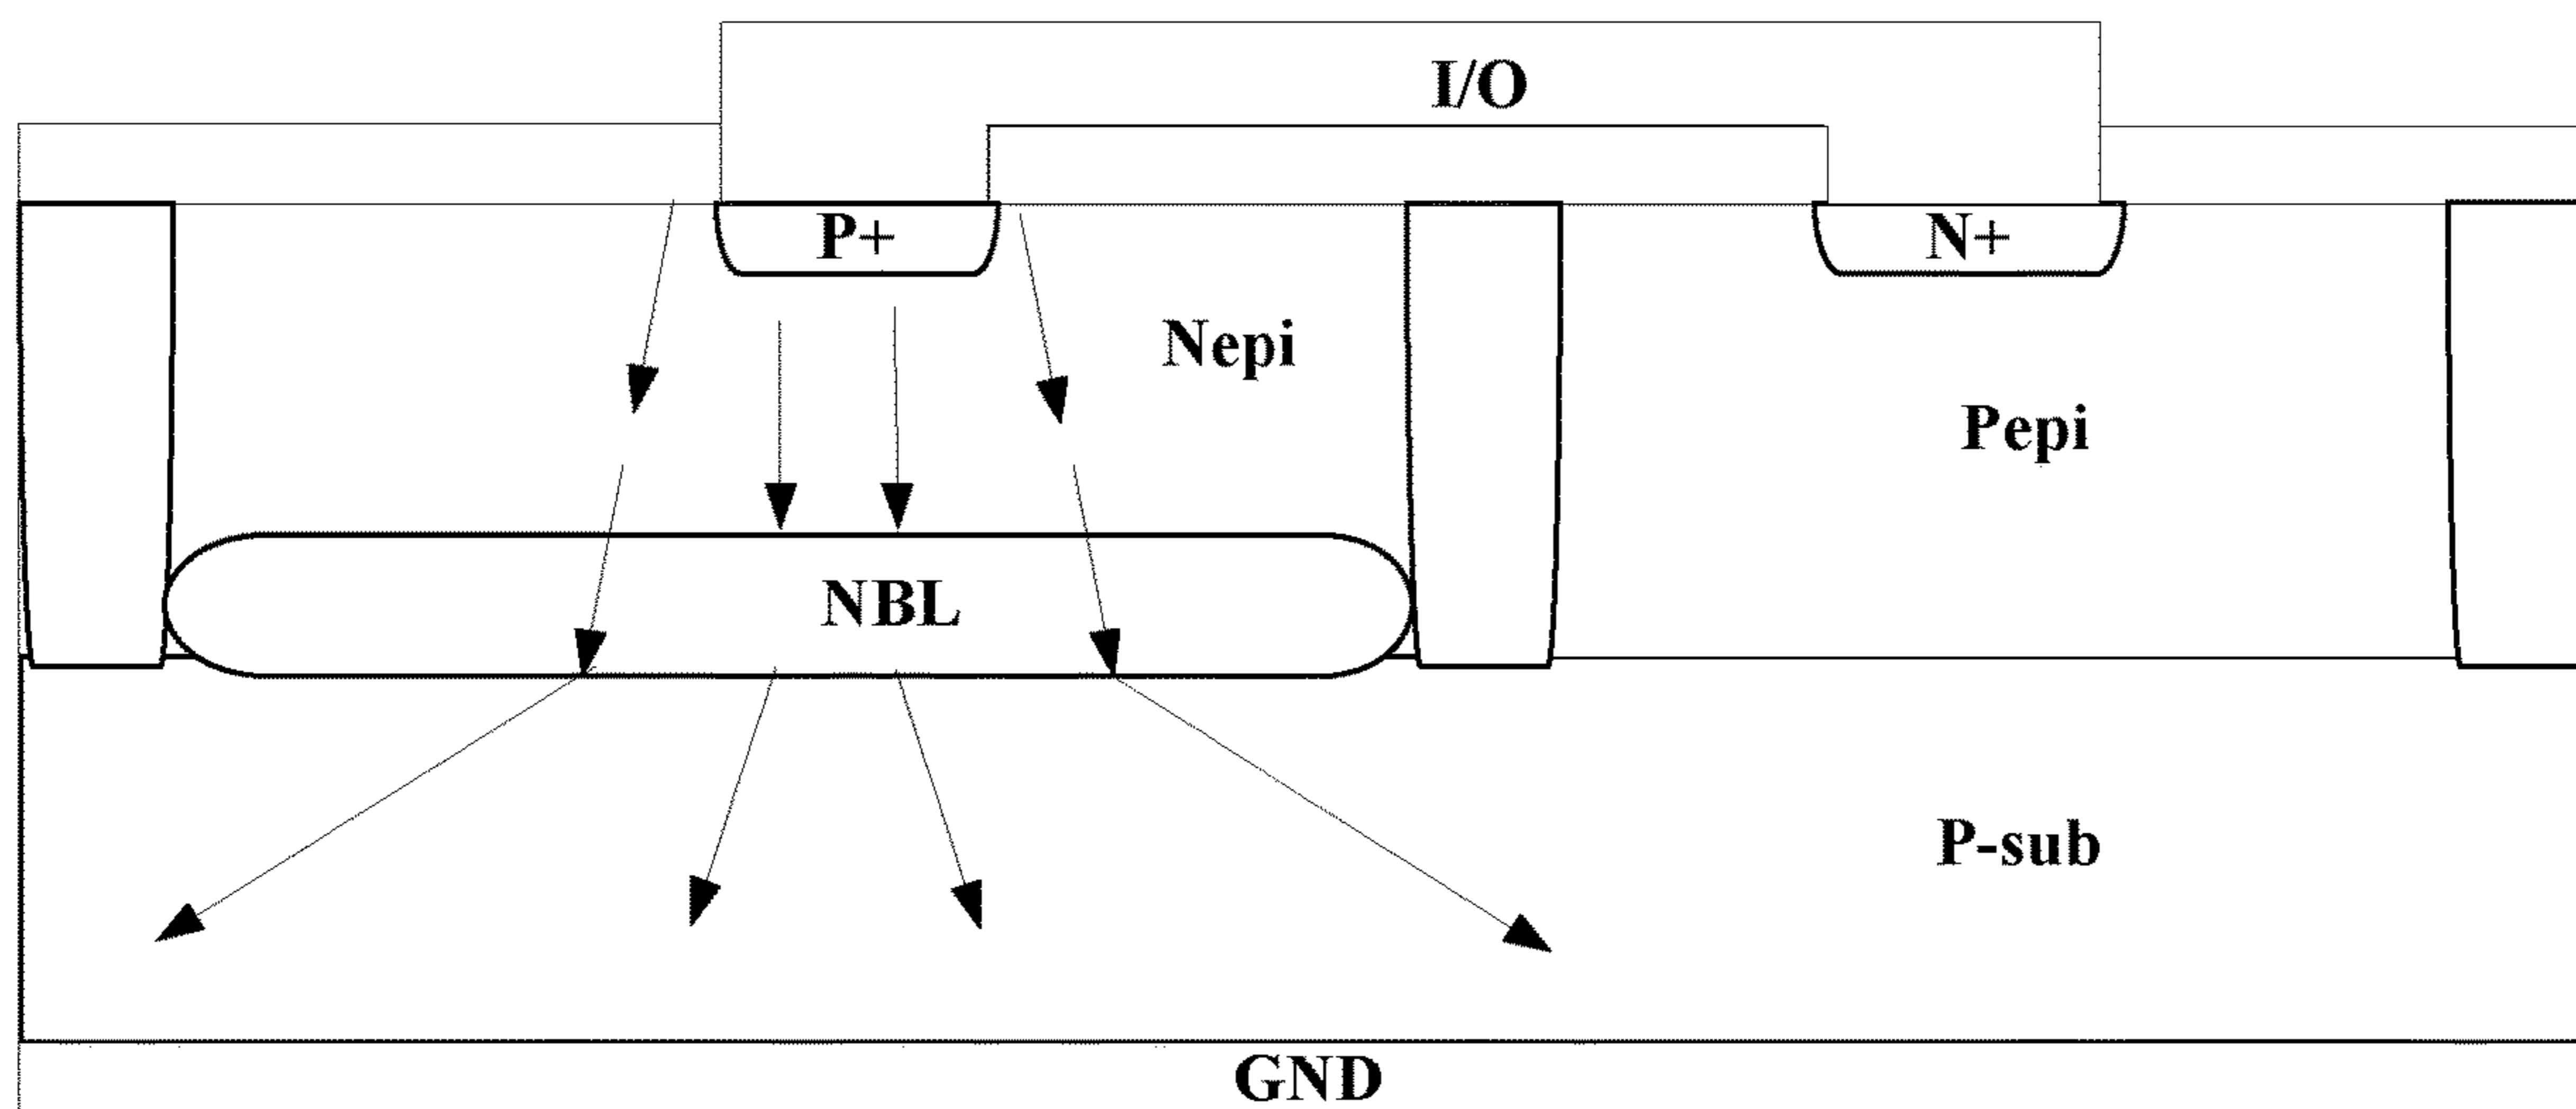 I/O
P+
N+
Nepi
Pepi
NBL
P-sub
GND